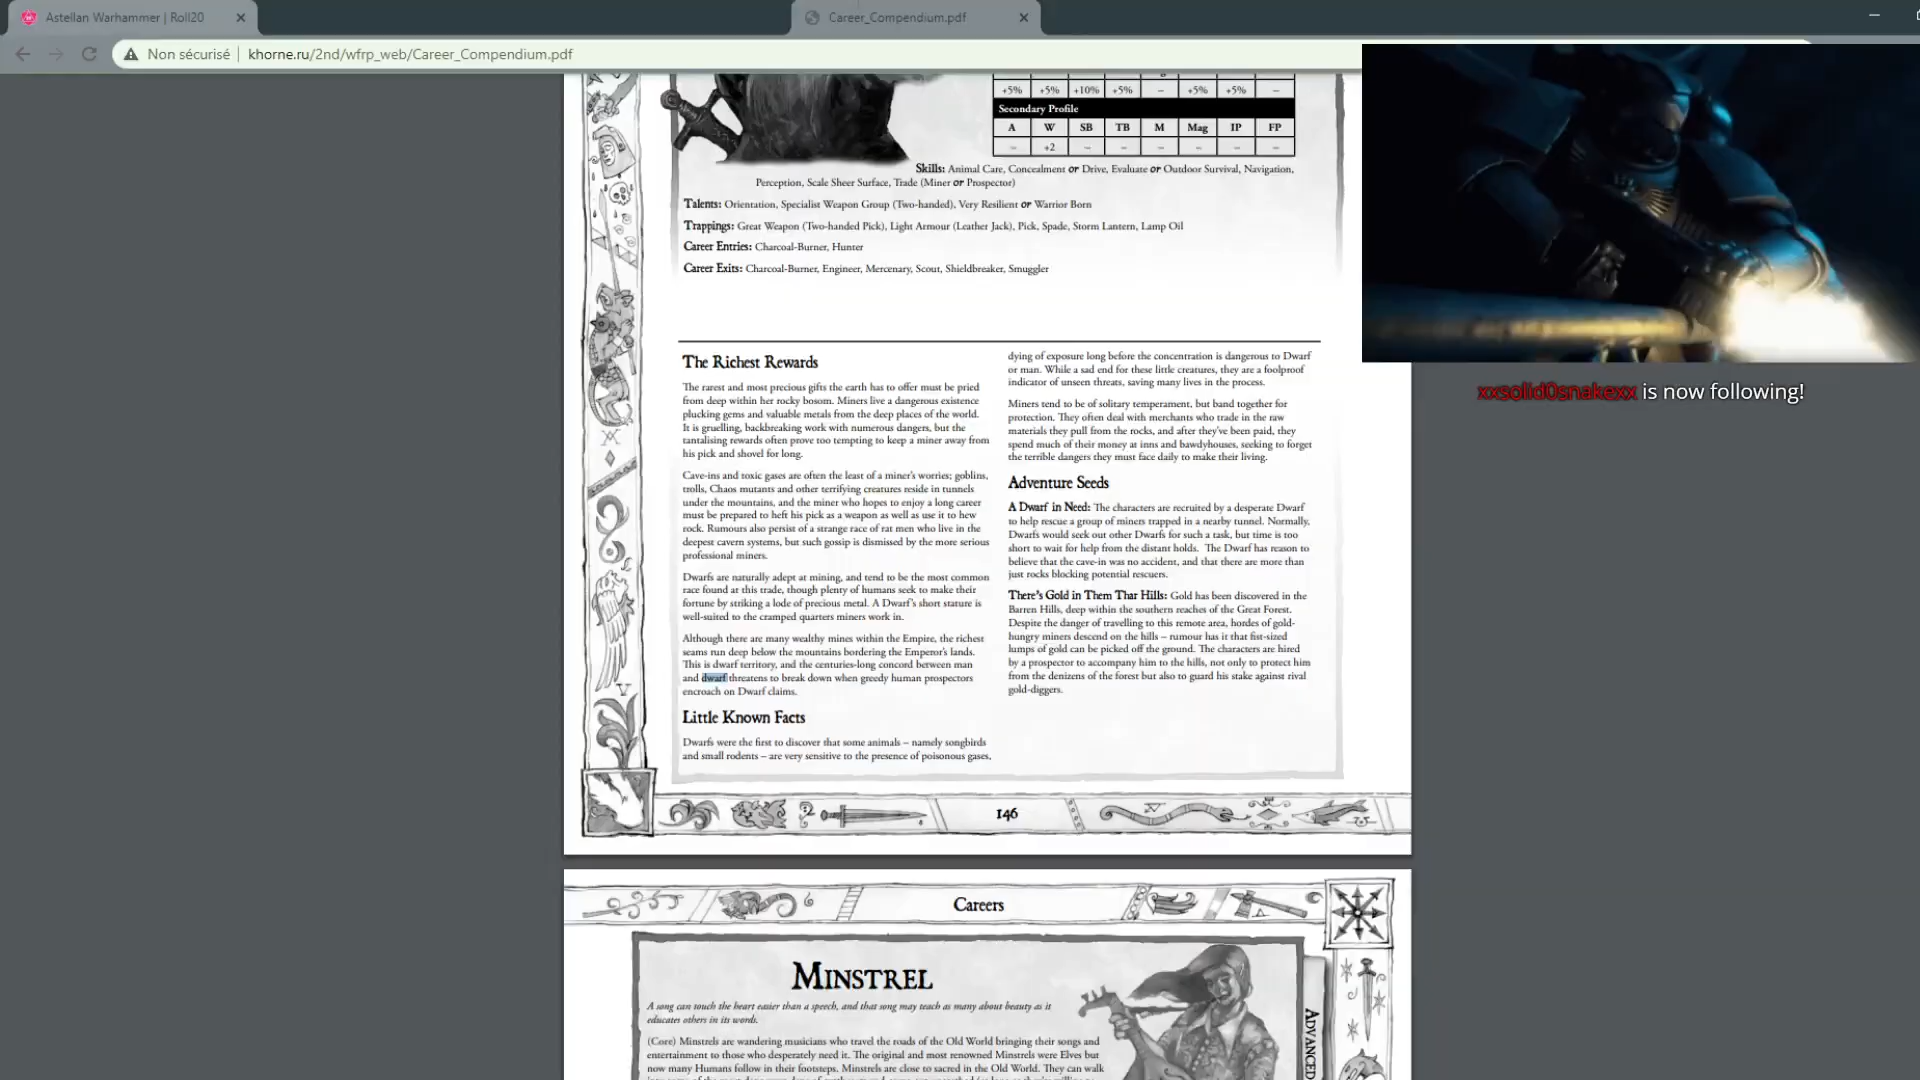 Astellan Warhammer | Roll20
Career_Compendium.pdf
Non sécurisé
khorne.ru/2nd/wfrp_web/Career_Compendium.pdf
+5% +5% +10% +5% – +5% +5% –
Secondary Profile
A W SB TB M Mag IP FP
– +2 – – – – – –
Skills: Animal Care, Concealment or Drive, Evaluate or Outdoor Survival, Navigation,
Perception, Scale Sheer Surface, Trade (Miner or Prospector)
Talents: Orientation, Specialist Weapon Group (Two-handed), Very Resilient or Warrior Born
Trappings: Great Weapon (Two-handed Pick), Light Armour (Leather Jack), Pick, Spade, Storm Lantern, Lamp Oil
Career Entries: Charcoal-Burner, Hunter
Career Exits: Charcoal-Burner, Engineer, Mercenary, Scout, Shieldbreaker, Smuggler
The Richest Rewards
The rarest and most precious gifts the earth has to offer must be pried
from deep within her rocky bosom. Miners live a dangerous existence
plucking gems and valuable metals from the deep places of the world.
It is gruelling, backbreaking work with numerous dangers, but the
tantalising rewards often prove too tempting to keep a miner away from
his pick and shovel for long.
Cave-ins and toxic gases are often the least of a miner's worries; goblins,
trolls, Chaos mutants and other terrifying creatures reside in tunnels
under the mountains, and the miner who hopes to enjoy a long career
must be prepared to heft his pick as a weapon as well as use it to hew
rock. Rumours also persist of a strange race of rat men who live in the
deepest cavern systems, but such gossip is dismissed by the more serious
professional miners.
Dwarfs are naturally adept at mining, and tend to be the most common
race found at this trade, though plenty of humans seek to make their
fortune by striking a lode of precious metal. A Dwarf's short stature is
well-suited to the cramped quarters miners work in.
Although there are many wealthy mines within the Empire, the richest
seams run deep below the mountains bordering the Emperor's lands.
This is dwarf territory, and the centuries-long concord between man
and dwarf threatens to break down when greedy human prospectors
encroach on Dwarf claims.
Little Known Facts
Dwarfs were the first to discover that some animals – namely songbirds
and small rodents – are very sensitive to the presence of poisonous gases,
dying of exposure long before the concentration is dangerous to Dwarf
or man. While a sad end for these little creatures, they are a foolproof
indicator of unseen threats, saving many lives in the process.
Miners tend to be of solitary temperament, but band together for
protection. They often deal with merchants who trade in the raw
materials they pull from the rocks, and after they've been paid, they
spend much of their money at inns and bawdyhouses, seeking to forget
the terrible dangers they must face daily to make their living.
Adventure Seeds
A Dwarf in Need: The characters are recruited by a desperate Dwarf
to help rescue a group of miners trapped in a nearby tunnel. Normally,
Dwarfs would seek out other Dwarfs for such a task, but time is too
short to wait for help from the distant holds. The Dwarf has reason to
believe that the cave-in was no accident, and that there are more than
just rocks blocking potential rescuers.
There's Gold in Them Thar Hills: Gold has been discovered in the
Barren Hills, deep within the southern reaches of the Great Forest.
Despite the danger of travelling to this remote area, hordes of gold-
hungry miners descend on the hills – rumour has it that fist-sized
lumps of gold can be picked off the ground. The characters are hired
by a prospector to accompany him to the hills, not only to protect him
from the denizens of the forest but also to guard his stake against rival
gold-diggers.
146
xxsolid0snakexx is now following!
Careers
MINSTREL
A song can touch the heart easier than a speech, and that song may teach as many about beauty as it
educates others in its words.
(Core) Minstrels are wandering musicians who travel the roads of the Old World bringing their songs and
entertainment to those who desperately need it. The original and most renowned Minstrels were Elves but
now many Humans follow in their footsteps. Minstrels are close to sacred in the Old World. They can walk
ADVANCED